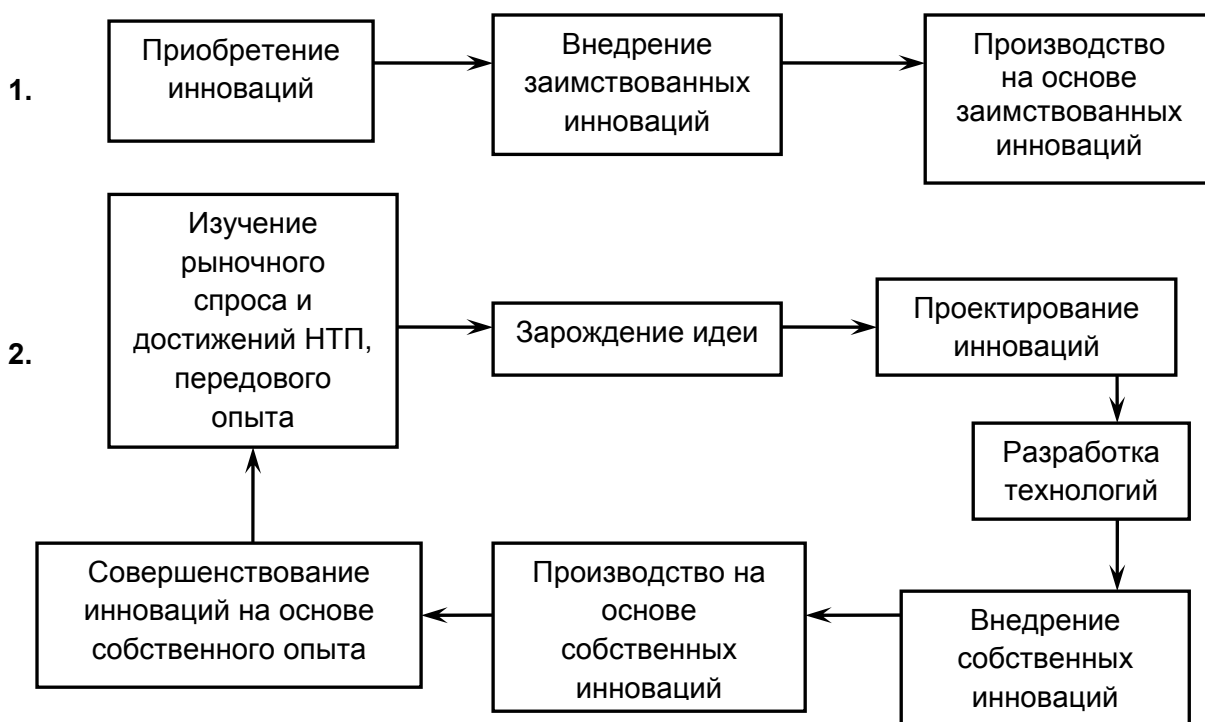 1.
Приобретение
инноваций
Внедрение
заимствованных
инноваций
Производство
на основе
заимствованных
инноваций
2.
Изучение
рыночного
спроса и
достижений НТП,
передового
опыта
Зарождение идеи
Проектирование
инноваций
Разработка
технологий
Внедрение
собственных
инноваций
Производство на
основе
собственных
инноваций
Совершенствование
инноваций на основе
собственного опыта